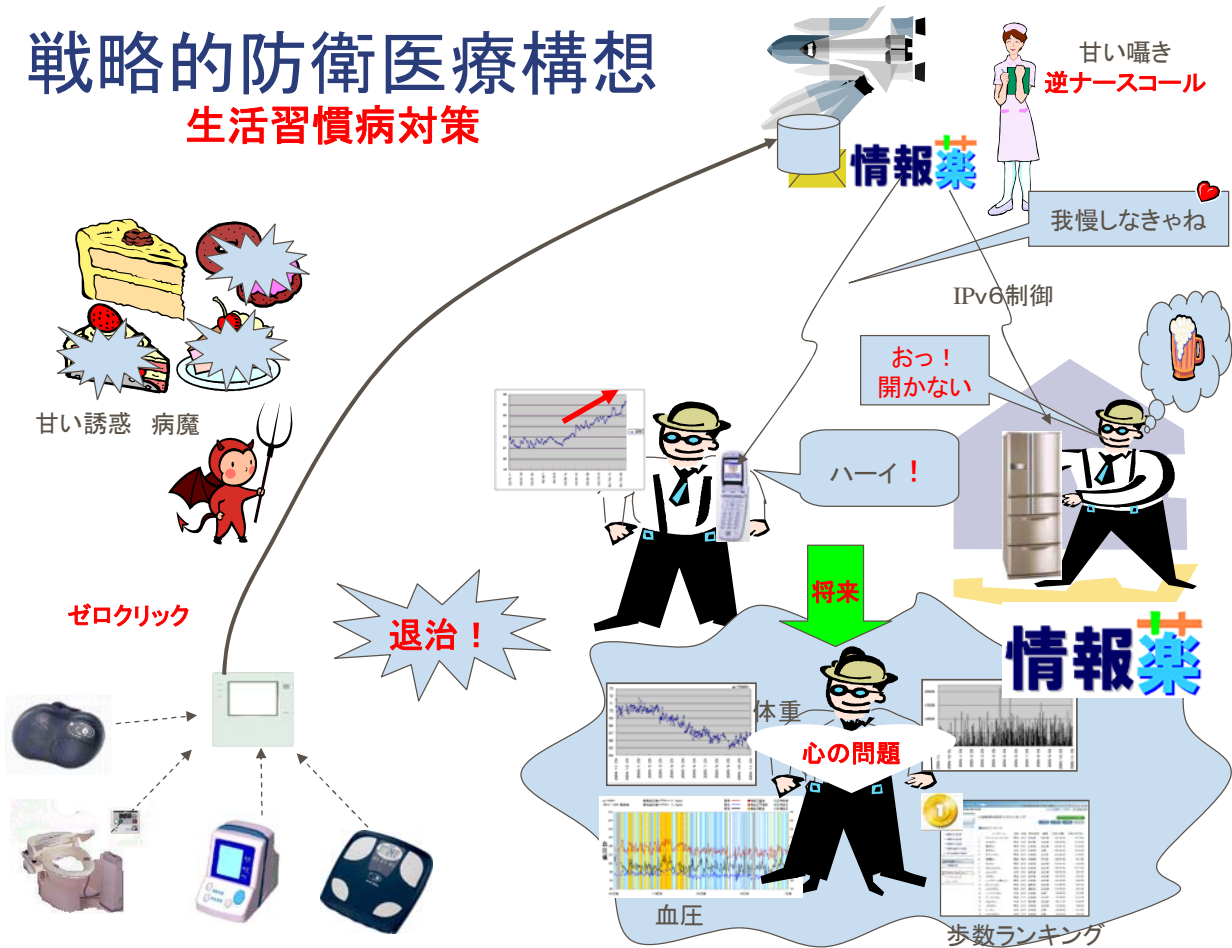 戦略的防衛医療構想
生活習慣病対策
甘い囁き
逆ナースコール
情報薬
我慢しなきゃね
IPv6制御
おっ！
開かない
甘い誘惑 病魔
ハーイ！
ゼロクリック
退治！
将来
情報薬
体重
心の問題
血圧
歩数ランキング